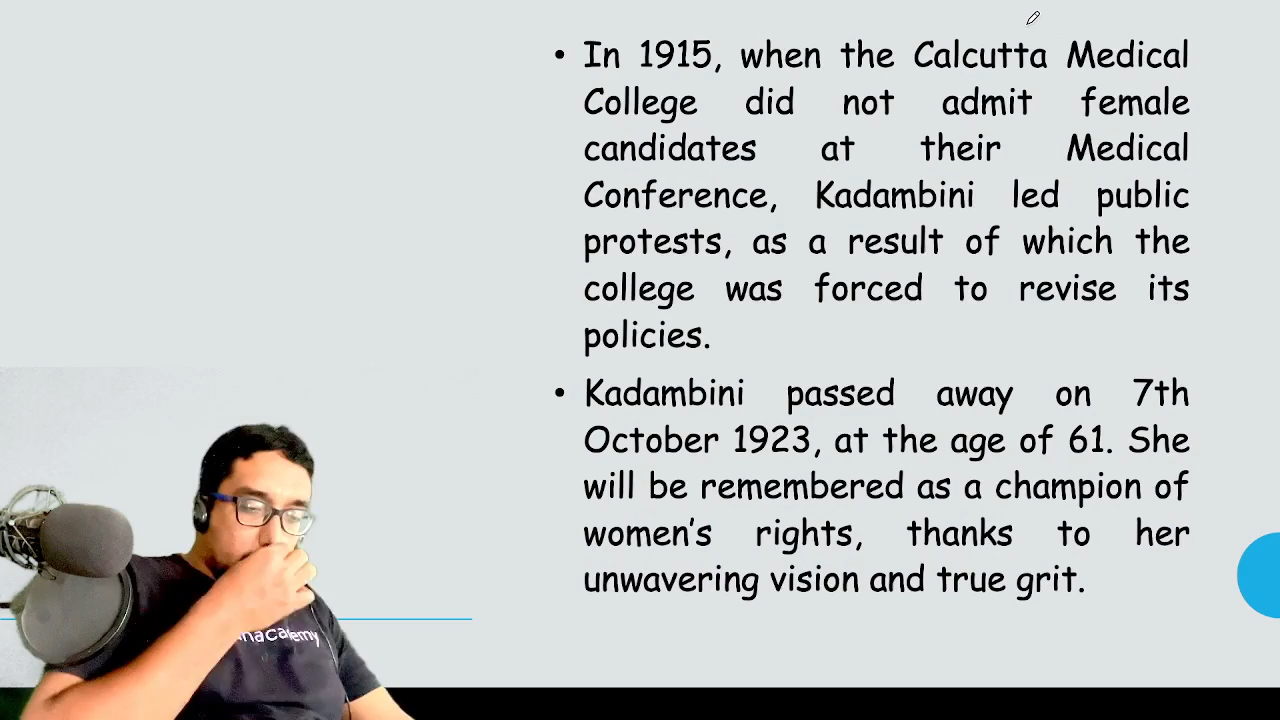 • In 1915, when the Calcutta Medical
College did not admit female
candidates at their Medical
Conference, Kadambini led public
protests, as a result of which the
college was forced to revise its
policies.
• Kadambini passed away on 7th
October 1923, at the age of 61. She
will be remembered as a champion of
women's rights, thanks to her
unwavering vision and true grit.